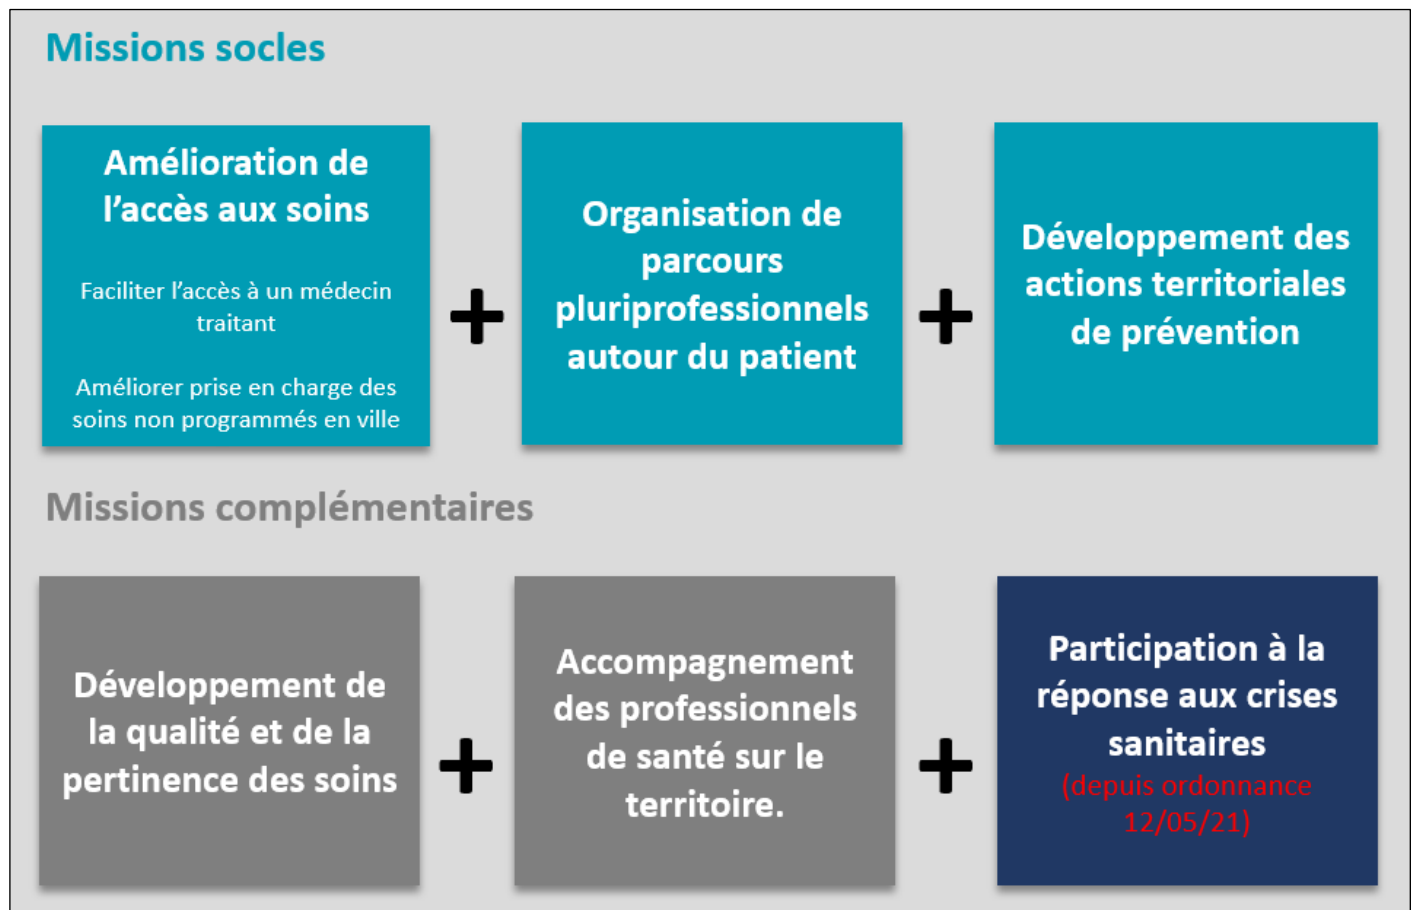 Missions socles
Amélioration de
l’accès aux soins
Faciliter l’accès à un médecin
traitant
Améliorer prise en charge des
soins non programmés en ville
+
Organisation de
parcours
pluriprofessionnels
autour du patient
+
Développement des
actions territoriales
de prévention
Missions complémentaires
Développement de
la qualité et de la
pertinence des soins
+
Accompagnement
des professionnels
de santé sur le
territoire.
+
Participation à la
réponse aux crises
sanitaires
(depuis ordonnance
12/05/21)